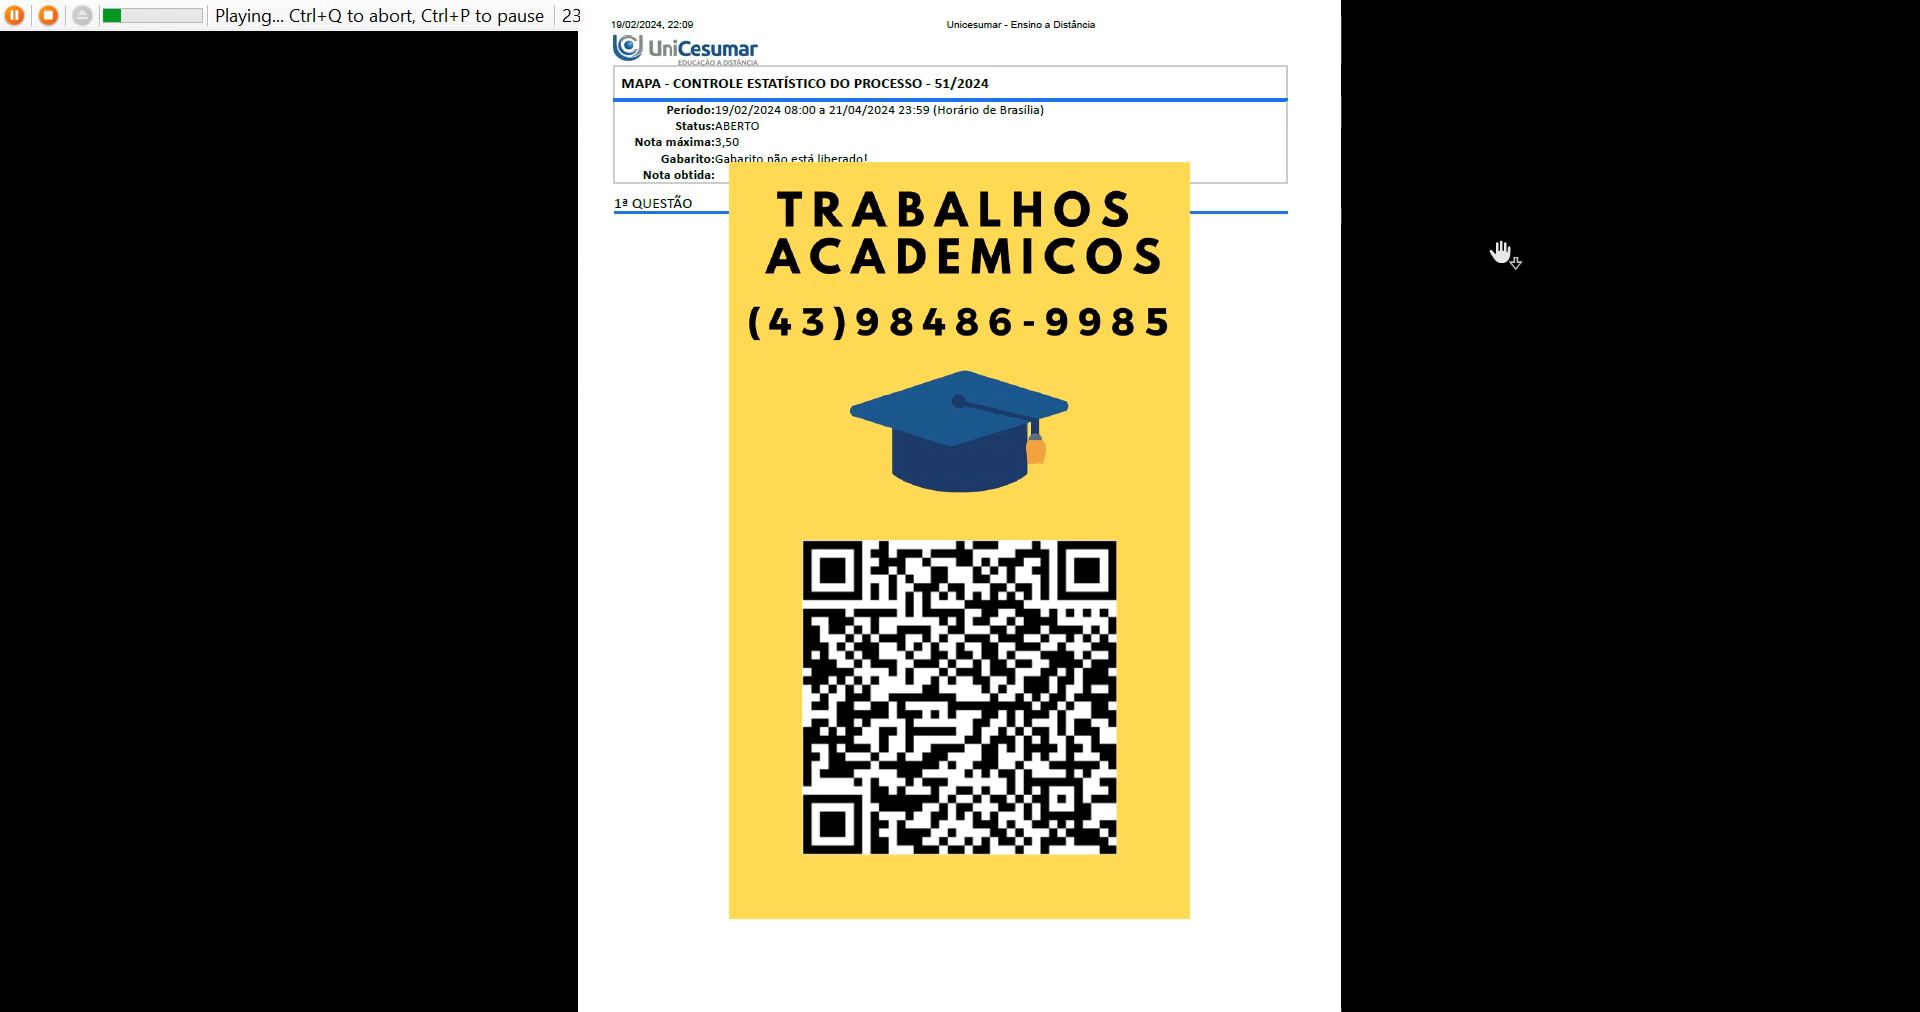 Playing... Ctrl+Q to abort, Ctrl+P to pause 23
19/02/2024, 22:09 Unicesumar - Ensino a Distância
UniCesumar
EDUCAÇÃO A DISTÂNCIA
MAPA - CONTROLE ESTATÍSTICO DO PROCESSO - 51/2024
Período:19/02/2024 08:00 a 21/04/2024 23:59 (Horário de Brasília)
Status:ABERTO
Nota máxima:3,50
Gabarito:Gabarito não está liberado!
Nota obtida:
1ª QUESTÃO
TRABALHOS
ACADEMICOS
(43)98486-9985